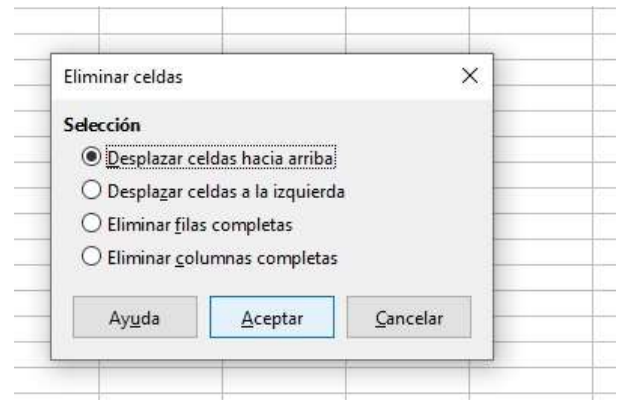 Eliminar celdas
Selección
Desplazar celdas hacia arriba
Desplazar celdas a la izquierda
Eliminar filas completas
Eliminar columnas completas
Ayuda Aceptar Cancelar